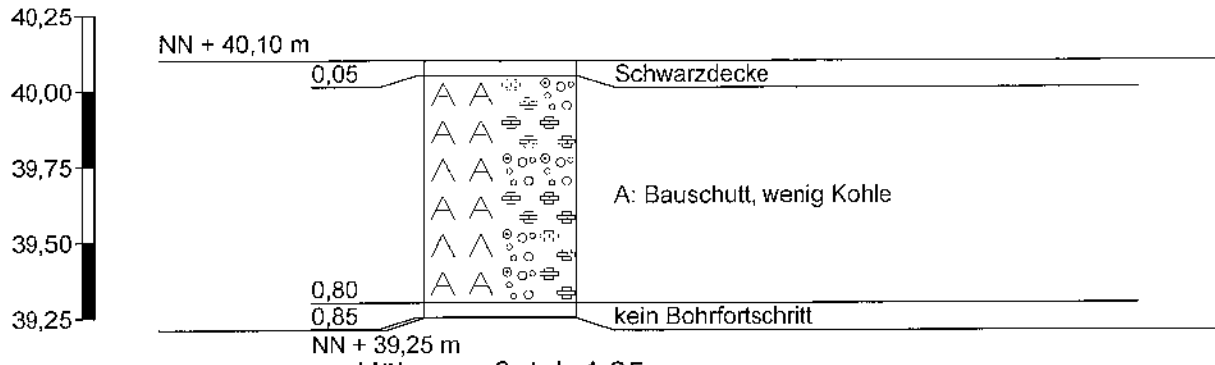 40,25
NN + 40,10 m
0,05
Schwarzdecke
40,00
A A
A A
39,75
A: Bauschutt, wenig Kohle
A A
39,50
A A
0,80
0,85
kein Bohrfortschritt
39,25
NN + 39,25 m